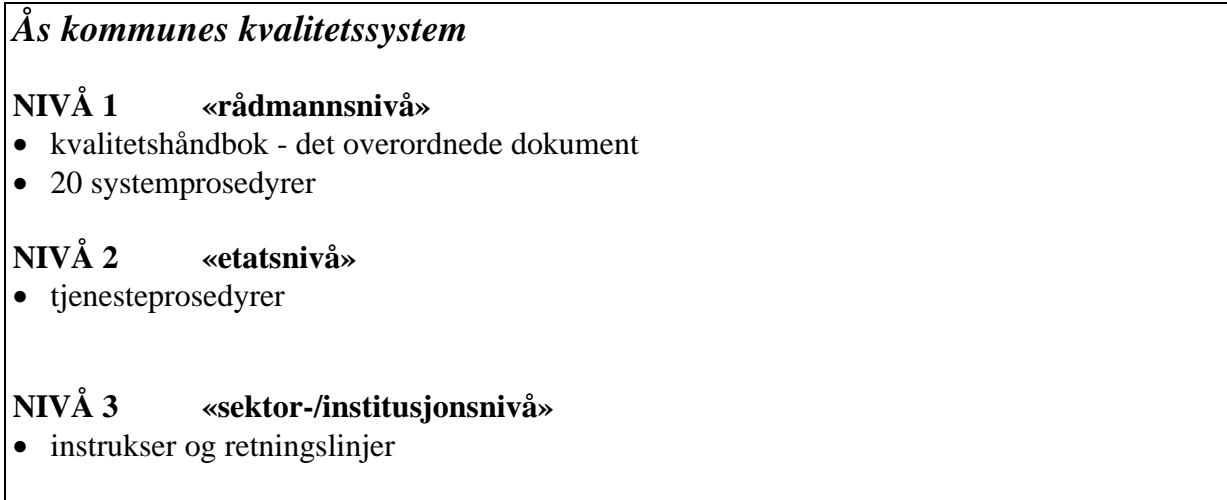 Ås kommunes kvalitetssystem
NIVÅ 1 «rådmannsnivå»
• kvalitetshåndbok - det overordnede dokument
• 20 systemprosedyrer
NIVÅ 2 «etatsnivå»
• tjenesteprosedyrer
NIVÅ 3 «sektor-/institusjonsnivå»
• instrukser og retningslinjer